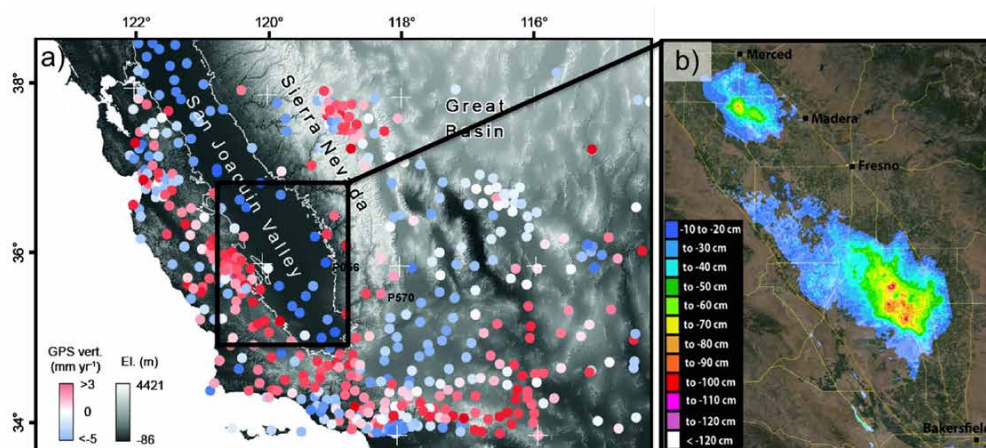 122°
120°
118°
116°
a)
38°
36°
34°
San Joaquin Valley
Sierra Nevada
Great
Basin
P056
P570
GPS vert.
(mm yr⁻¹)
>3
0
<-5
El. (m)
4421
-86
b)
Merced
Madera
Fresno
Bakersfield
-10 to -20 cm
to -30 cm
to -40 cm
to -50 cm
to -60 cm
to -70 cm
to -80 cm
to -90 cm
to -100 cm
to -110 cm
to -120 cm
< -120 cm